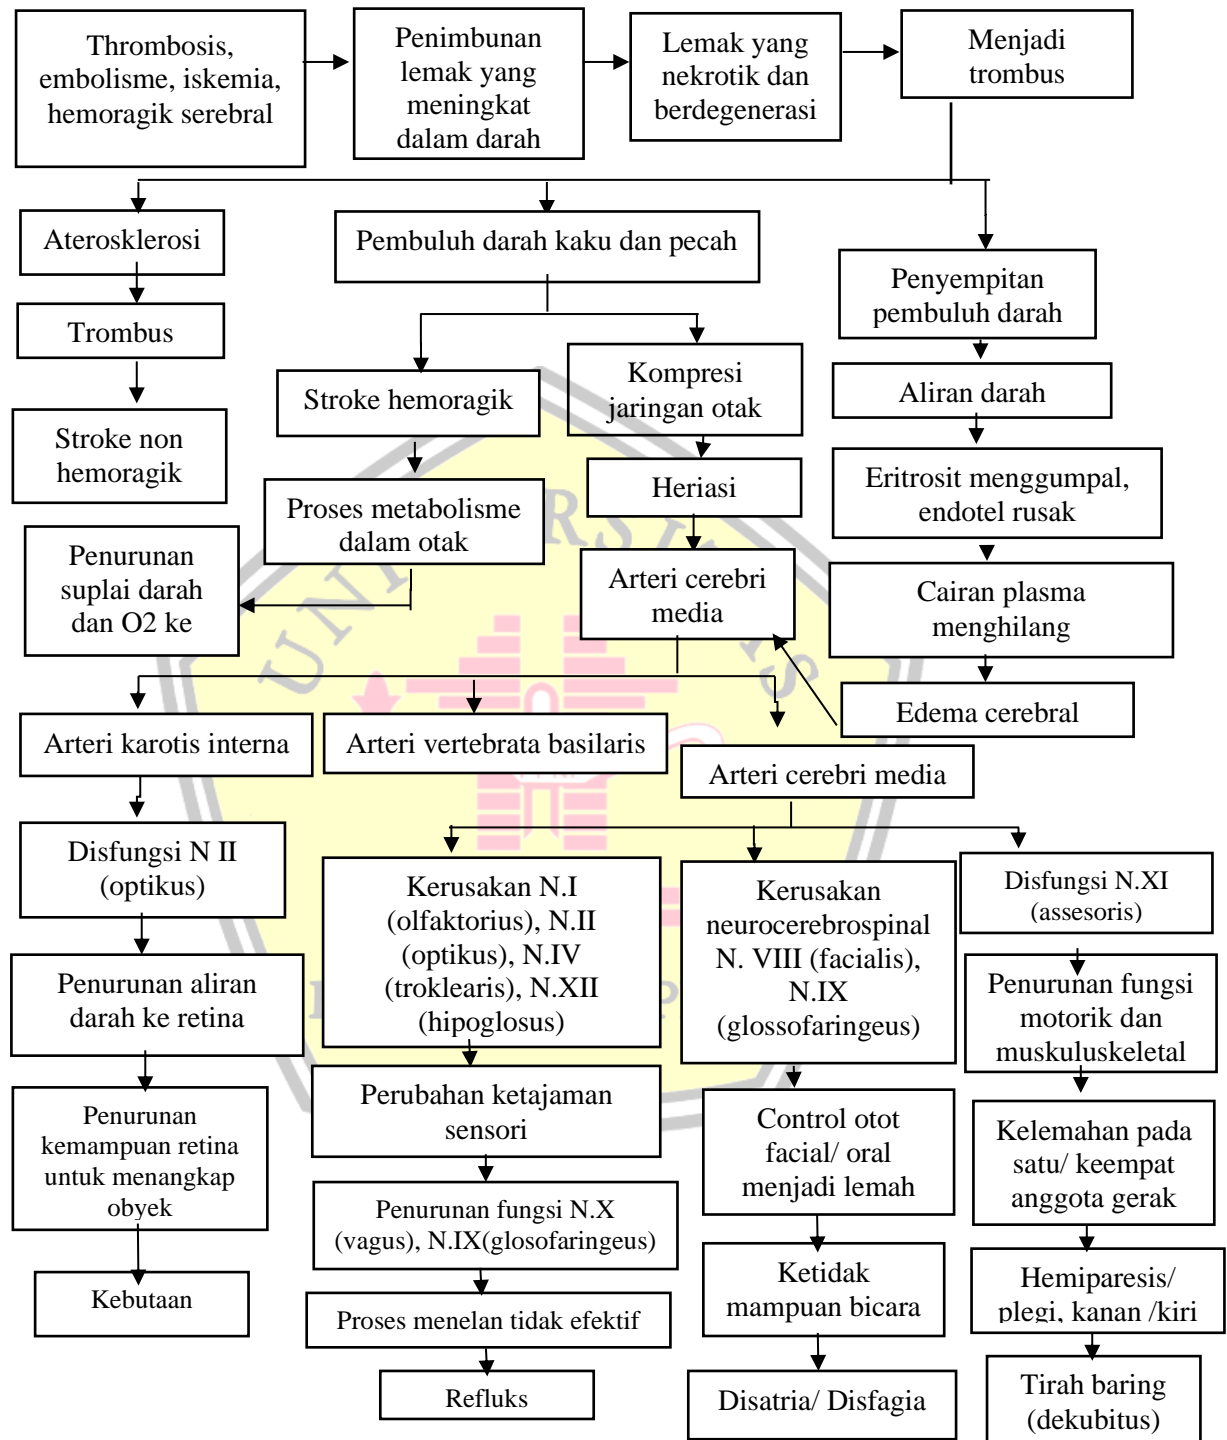 Thrombosis,
embolisme, iskemia,
hemoragik serebral
Penimbunan
lemak yang
meningkat
dalam darah
Lemak yang
nekrotik dan
berdegenerasi
Menjadi
trombus
Aterosklerosi
Pembuluh darah kaku dan pecah
Penyempitan
pembuluh darah
Trombus
Stroke hemoragik
Kompresi
jaringan otak
Aliran darah
Stroke non
hemoragik
Heriasi
Eritrosit menggumpal,
endotel rusak
Proses metabolisme
dalam otak
Penurunan
suplai darah
dan O2 ke
Arteri cerebri
media
Cairan plasma
menghilang
Edema cerebral
Arteri karotis interna
Arteri vertebrata basilaris
Arteri cerebri media
Disfungsi N II
(optikus)
Kerusakan N.I
(olfaktorius), N.II
(optikus), N.IV
(troklearis), N.XII
(hipoglosus)
Kerusakan
neurocerebrospinal
N. VIII (facialis),
N.IX
(glossofaringeus)
Disfungsi N.XI
(assesoris)
Penurunan aliran
darah ke retina
Penurunan fungsi
motorik dan
muskuluskeletal
Perubahan ketajaman
sensori
Penurunan
kemampuan retina
untuk menangkap
obyek
Control otot
facial/ oral
menjadi lemah
Kelemahan pada
satu/ keempat
anggota gerak
Penurunan fungsi N.X
(vagus), N.IX(glosofaringeus)
Kebutaan
Ketidak
mampuan bicara
Hemiparesis/
plegi, kanan /kiri
Proses menelan tidak efektif
Refluks
Disatria/ Disfagia
Tirah baring
(dekubitus)